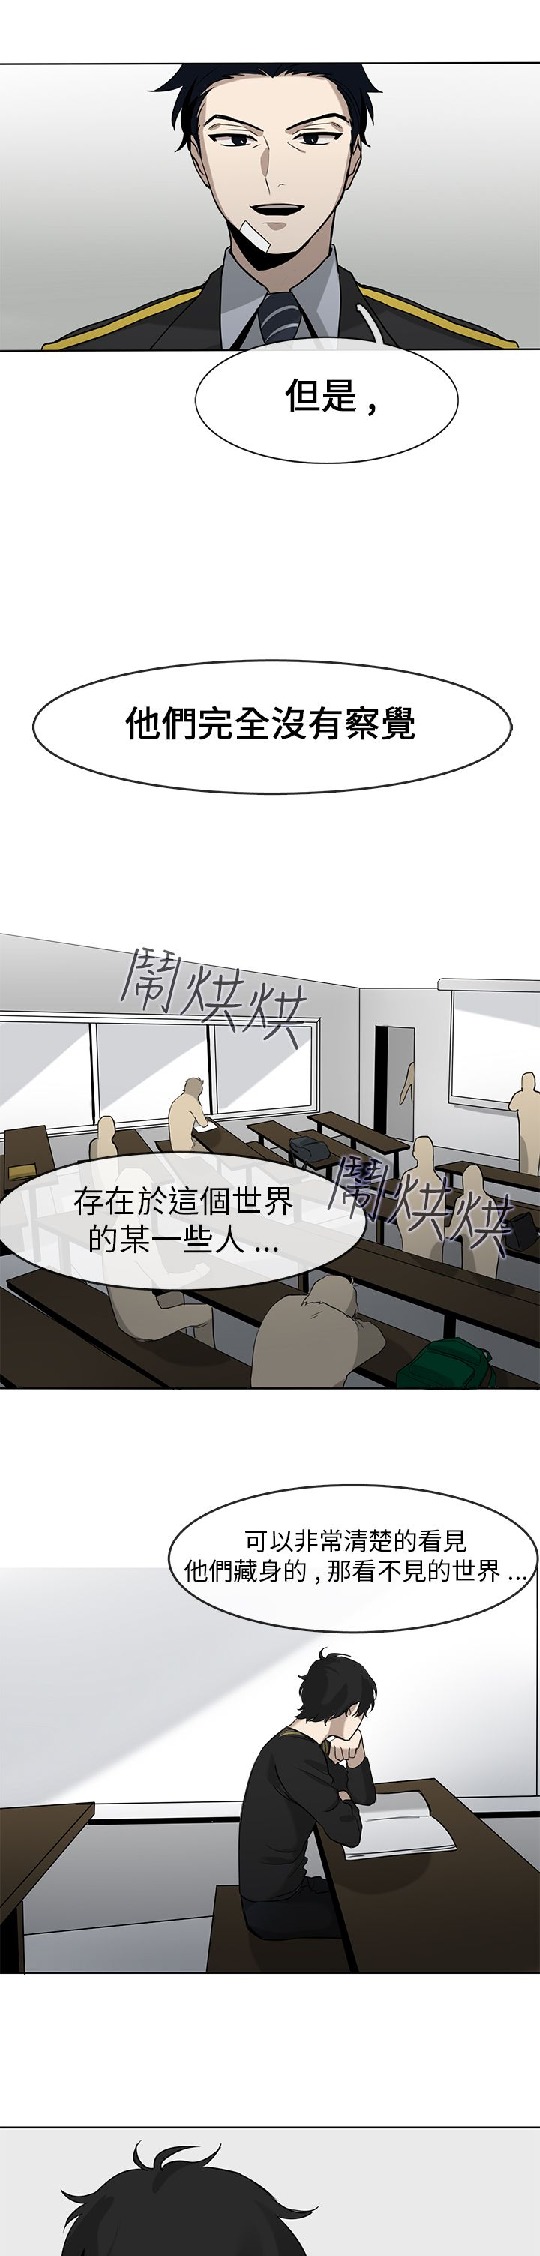 但是,
他們完全沒有察覺
鬧烘烘
存在於這個世界
的某一些人...
鬧烘烘
可以非常清楚的看見
他們藏身的,那看不見的世界...